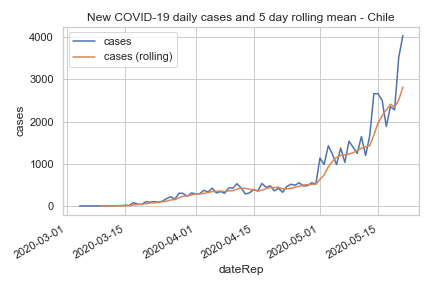 New COVID-19 daily cases and 5 day rolling mean - Chile
cases
cases (rolling)
4000
3000
2000
1000
0
cases
2020-03-01
2020-03-15
2020-04-01
2020-04-15
2020-05-01
2020-05-15
dateRep